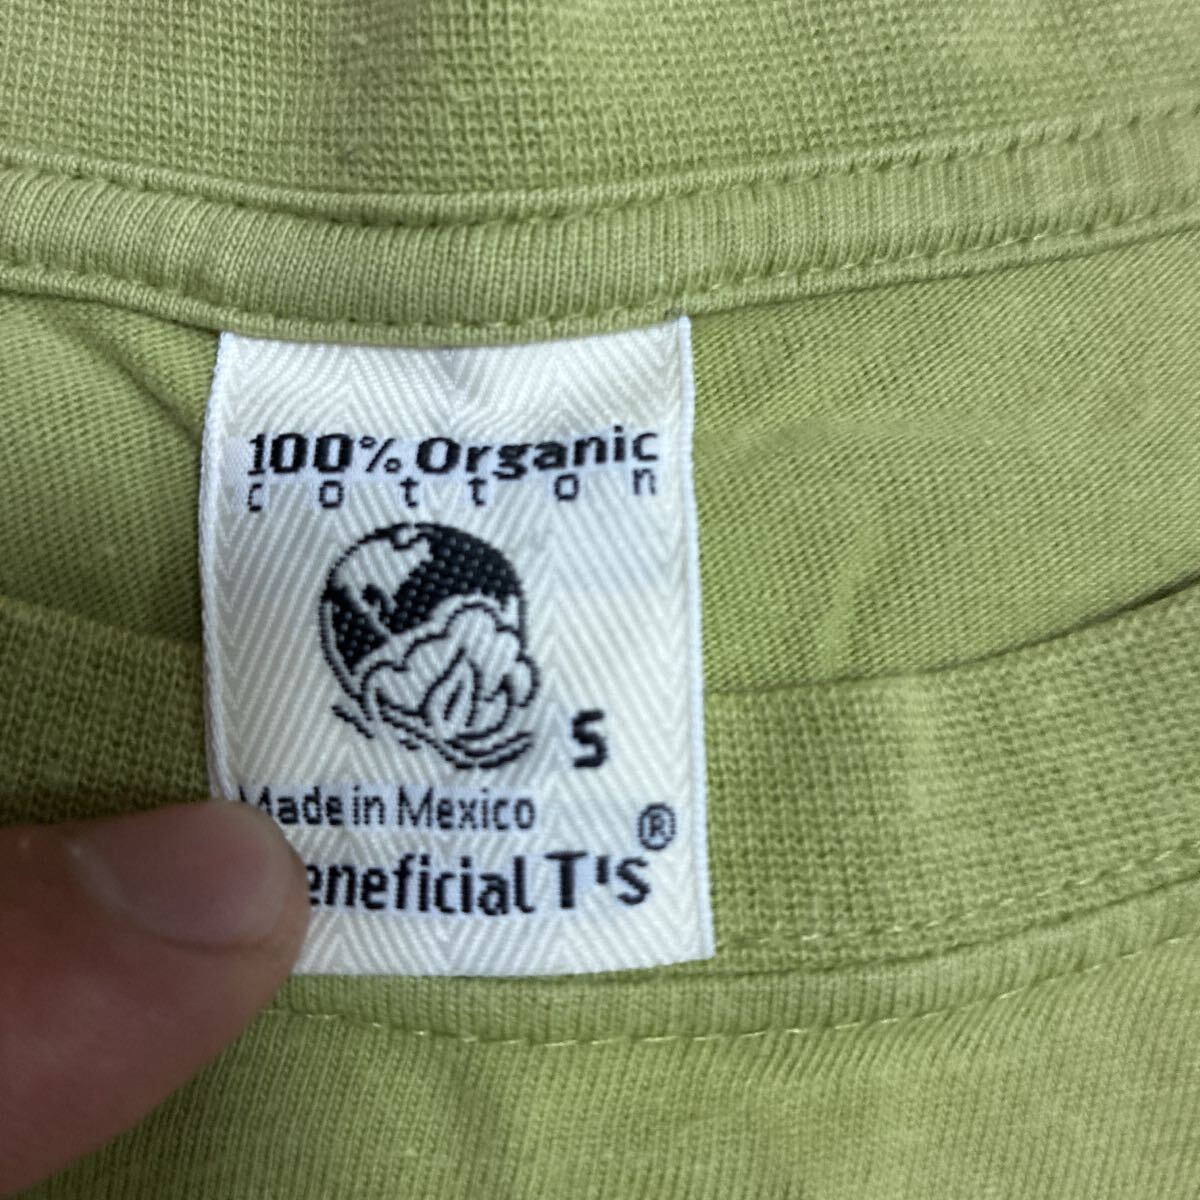 100% Organic
cotton
S
Made in Mexico
®
eneficial T'S